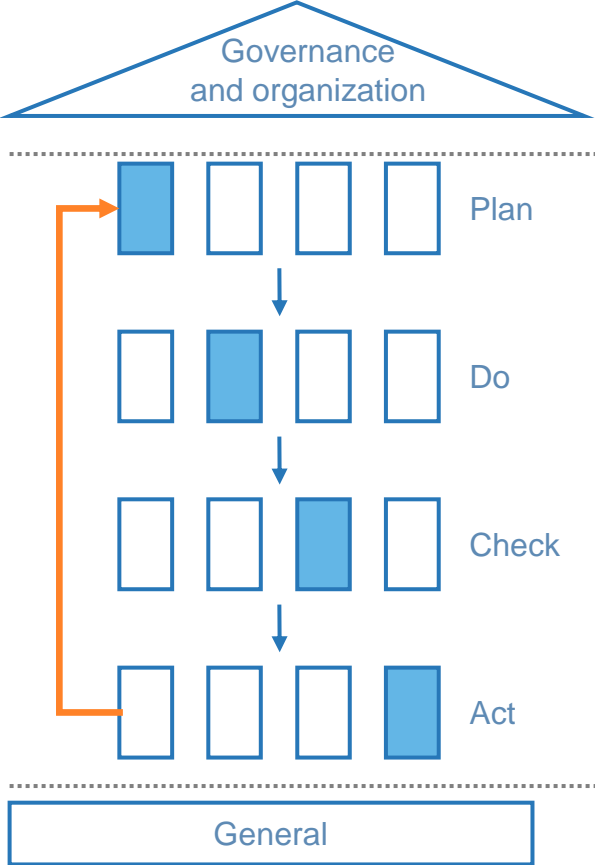 Governance
and organization
Plan
Do
Check
Act
General